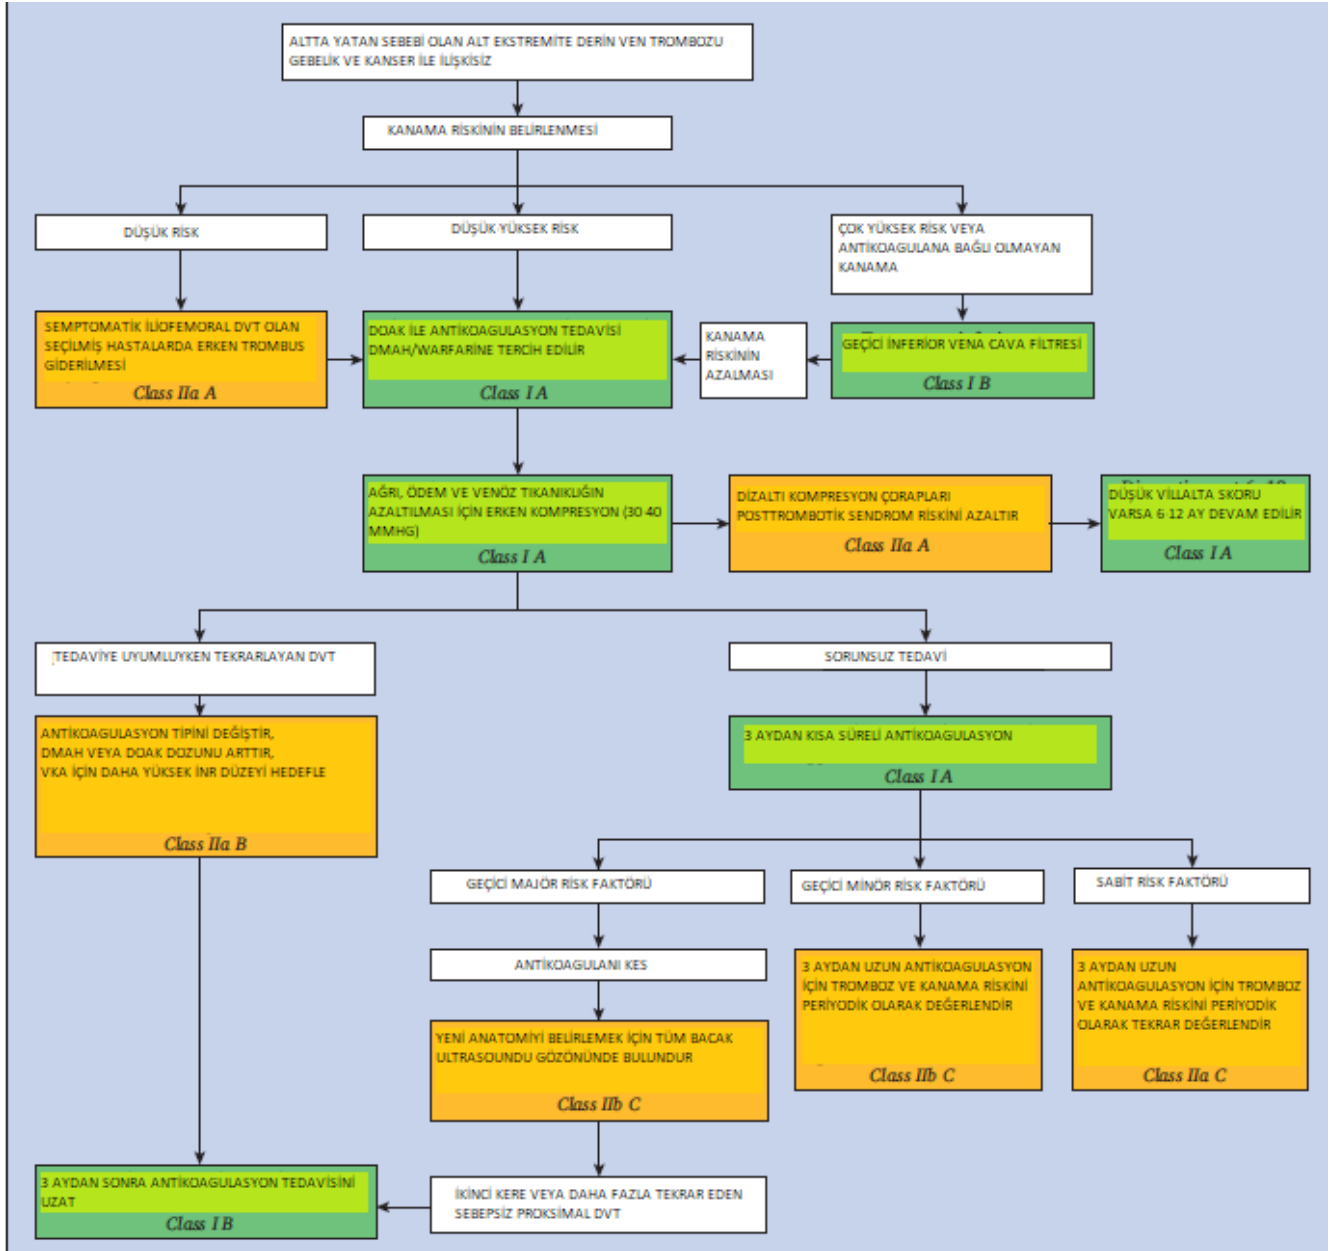 ALTTA YATAN SEBEBİ OLAN ALT EKSTREMİTE DERİN VEN TROMBOZU
GEBELİK VE KANSER İLE İLİŞKİSİZ
KANAMA RİSKİNİN BELİRLENMESİ
DÜŞÜK RİSK
DÜŞÜK YÜKSEK RİSK
ÇOK YÜKSEK RİSK VEYA
ANTİKOAGULANA BAĞLI OLMAYAN
KANAMA
SEMPTOMATİK İLİOFEMORAL DVT OLAN
SEÇİLMİŞ HASTALARDA ERKEN TROMBUS
GİDERİLMESİ
Class IIa A
DOAK İLE ANTİKOAGULASYON TEDAVİSİ
DMAH/WARFARİNE TERCİH EDİLİR
Class I A
KANAMA
RİSKİNİN
AZALMASI
GEÇİCİ İNFERİOR VENA CAVA FİLTRESİ
Class I B
AĞRI, ÖDEM VE VENÖZ TIKANIKLIĞIN
AZALTILMASI İÇİN ERKEN KOMPRESYON (30 40
MMHG)
Class I A
DİZALTI KOMPRESYON ÇORAPLARI
POSTTROMBOTİK SENDROM RİSKİNİ AZALTIR
Class IIa A
DÜŞÜK VİLLALTA SKORU
VARSA 6-12 AY DEVAM EDİLİR
Class I A
TEDAVİYE UYUMLUYKEN TEKRARLAYAN DVT
SORUNSUZ TEDAVİ
ANTİKOAGULASYON TİPİNİ DEĞİŞTİR,
DMAH VEYA DOAK DOZUNU ARTTIR,
VKA İÇİN DAHA YÜKSEK İNR DÜZEYİ HEDEFLE
Class IIa B
3 AYDAN KISA SÜRELİ ANTİKOAGULASYON
Class I A
GEÇİCİ MAJÖR RİSK FAKTÖRÜ
GEÇİCİ MİNÖR RİSK FAKTÖRÜ
SABİT RİSK FAKTÖRÜ
ANTİKOAGULANI KES
3 AYDAN UZUN ANTİKOAGULASYON
İÇİN TROMBOZ VE KANAMA RİSKİNİ
PERİYODİK OLARAK DEĞERLENDİR
Class IIb C
3 AYDAN UZUN
ANTİKOAGULASYON İÇİN TROMBOZ
VE KANAMA RİSKİNİ PERİYODİK
OLARAK TEKRAR DEĞERLENDİR
Class IIa C
YENİ ANATOMİYİ BELİRLEMEK İÇİN TÜM BACAK
ULTRASOUNDU GÖZÖNÜNDE BULUNDUR
Class IIb C
3 AYDAN SONRA ANTİKOAGULASYON TEDAVİSİNİ
UZAT
Class I B
İKİNCİ KERE VEYA DAHA FAZLA TEKRAR EDEN
SEBEPSİZ PROKSİMAL DVT